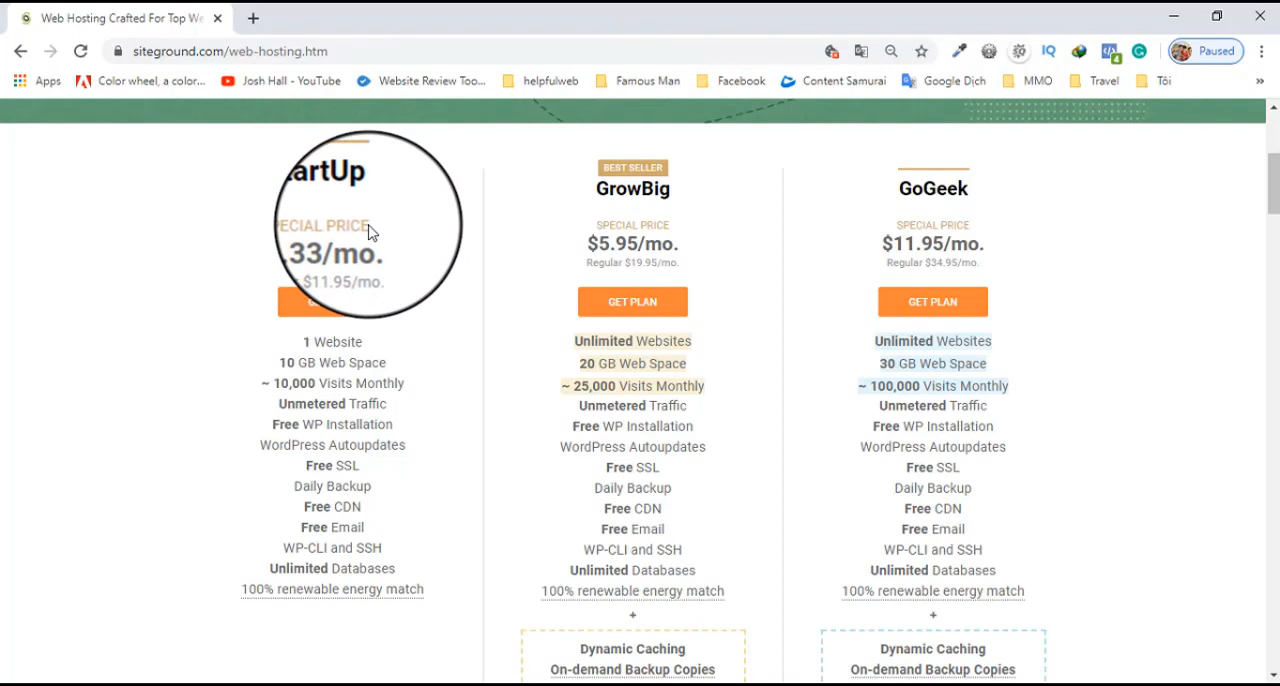 Web Hosting Crafted For Top We
siteground.com/web-hosting.htm
IQ
4
Paused
Apps
Color wheel, a color...
Josh Hall - YouTube
Website Review Too...
helpfulweb
Famous Man
Facebook
Content Samurai
Google Dịch
MMO
Travel
Tôi
»
artUp
ECIAL PRICE
.33/mo.
$11.95/mo.
1 Website
10 GB Web Space
~ 10,000 Visits Monthly
Unmetered Traffic
Free WP Installation
WordPress Autoupdates
Free SSL
Daily Backup
Free CDN
Free Email
WP-CLI and SSH
Unlimited Databases
100% renewable energy match
BEST SELLER
GrowBig
SPECIAL PRICE
$5.95/mo.
Regular $19.95/mo.
GET PLAN
Unlimited Websites
20 GB Web Space
~ 25,000 Visits Monthly
Unmetered Traffic
Free WP Installation
WordPress Autoupdates
Free SSL
Daily Backup
Free CDN
Free Email
WP-CLI and SSH
Unlimited Databases
100% renewable energy match
+
Dynamic Caching
On-demand Backup Copies
GoGeek
SPECIAL PRICE
$11.95/mo.
Regular $34.95/mo.
GET PLAN
Unlimited Websites
30 GB Web Space
~ 100,000 Visits Monthly
Unmetered Traffic
Free WP Installation
WordPress Autoupdates
Free SSL
Daily Backup
Free CDN
Free Email
WP-CLI and SSH
Unlimited Databases
100% renewable energy match
+
Dynamic Caching
On-demand Backup Copies